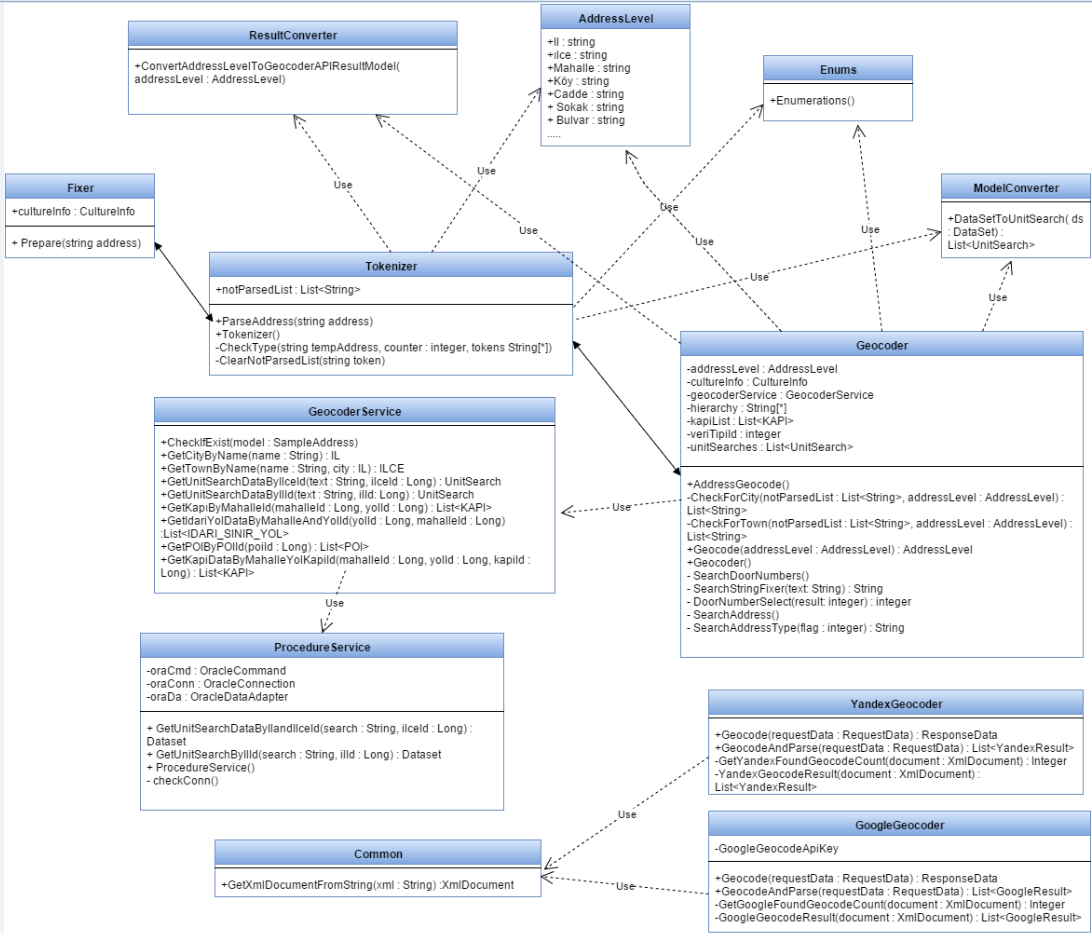 ResultConverter
+ConvertAddressLevelToGeocoderAPIResultModel(
addressLevel : AddressLevel)
AddressLevel
+Il : string
+ilce : string
+Mahalle : string
+Köy : string
+Cadde : string
+ Sokak : string
+ Bulvar : string
.....
Enums
+Enumerations()
Fixer
+cultureInfo : CultureInfo
+ Prepare(string address)
ModelConverter
+DataSetToUnitSearch( ds
: DataSet) :
List<UnitSearch>
Use
Use
Use
Use
Use
Use
Use
Use
Tokenizer
+notParsedList : List<String>
+ParseAddress(string address)
+Tokenizer()
-CheckType(string tempAddress, counter : integer, tokens String[*])
-ClearNotParsedList(string token)
Geocoder
-addressLevel : AddressLevel
-cultureInfo : CultureInfo
-geocoderService : GeocoderService
-hierarchy : String[*]
-kapiList : List<KAPI>
-veriTipiId : integer
-unitSearches : List<UnitSearch>
+AddressGeocode()
-CheckForCity(notParsedList : List<String>, addressLevel : AddressLevel) :
List<String>
-CheckForTown(notParsedList : List<String>, addressLevel : AddressLevel) :
List<String>
+Geocode(addressLevel : AddressLevel) : AddressLevel
+Geocoder()
- SearchDoorNumbers()
- SearchStringFixer(text: String) : String
- DoorNumberSelect(result: integer) : integer
- SearchAddress()
- SearchAddressType(flag : integer) : String
GeocoderService
+CheckIfExist(model : SampleAddress)
+GetCityByName(name : String) : IL
+GetTownByName(name : String, city : IL) : ILCE
+GetUnitSearchDataByIlceId(text : String, ilceId : Long) : UnitSearch
+GetUnitSearchDataByIlId(text : String, ilId : Long) : UnitSearch
+GetKapıByMahalleId(mahalleId : Long, yolId : Long) : List<KAPI>
+GetIdariYolDataByMahalleAndYolId(yolId : Long, mahalleId : Long)
:List<IDARI_SINIR_YOL>
+GetPOIByPOIId(poiId : Long) : List<POI>
+GetKapiDataByMahalleYolKapiId(mahalleId : Long, yolId : Long, kapiId :
Long) : List<KAPI>
Use
Use
ProcedureService
-oraCmd : OracleCommand
-oraConn : OracleConnection
-oraDa : OracleDataAdapter
+ GetUnitSearchDataByIlandIlceId(search : String, ilceId : Long) :
Dataset
+ GetUnitSearchByIlId(search : String, ilId : Long) : Dataset
+ ProcedureService()
- checkConn()
YandexGeocoder
+Geocode(requestData : RequestData) : ResponseData
+GeocodeAndParse(requestData : RequestData) : List<YandexResult>
-GetYandexFoundGeocodeCount(document : XmlDocument) : Integer
-YandexGeocodeResult(document : XmlDocument) :
List<YandexResult>
Use
GoogleGeocoder
-GoogleGeocodeApiKey
+Geocode(requestData : RequestData) : ResponseData
+GeocodeAndParse(requestData : RequestData) : List<GoogleResult>
-GetGoogleFoundGeocodeCount(document : XmlDocument) : Integer
-GoogleGeocodeResult(document : XmlDocument) : List<GoogleResult>
Use
Common
+GetXmlDocumentFromString(xml : String) :XmlDocument